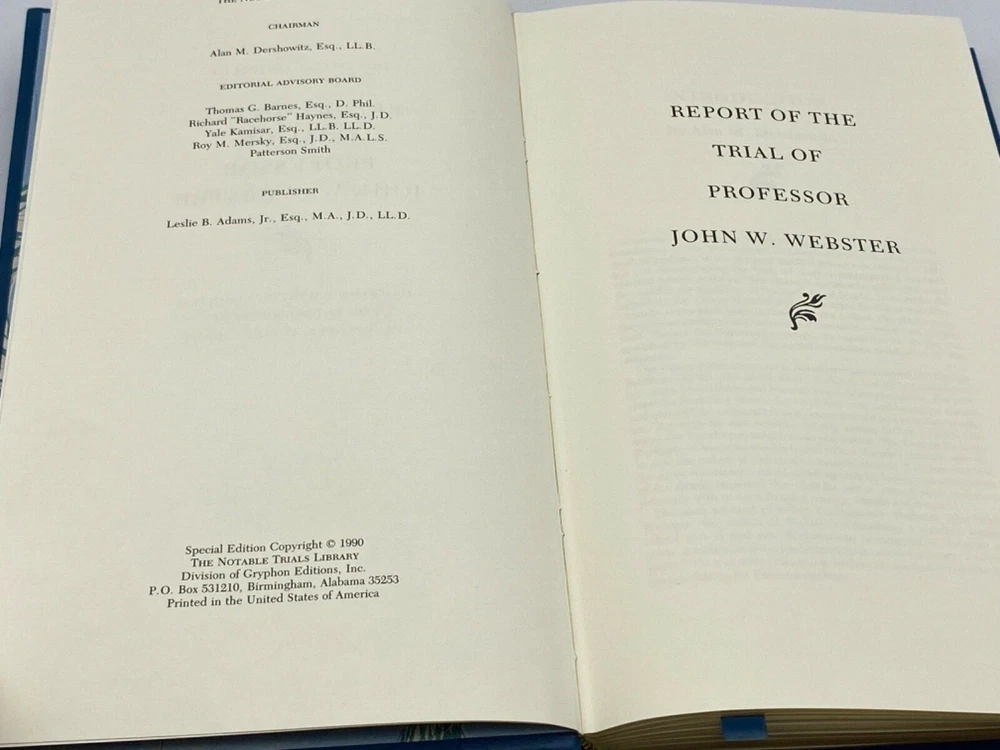 CHAIRMAN
Alan M. Dershowitz, Esq., LL.B.
EDITORIAL ADVISORY BOARD
Thomas G. Barnes, Esq., D. Phil.
Richard "Racehorse" Haynes, Esq., J.D.
Yale Kamisar, Esq., LL.B. LL.D.
Roy M. Mersky, Esq., J.D., M.A.L.S.
Patterson Smith
PUBLISHER
Leslie B. Adams, Jr., Esq., M.A., J.D., LL.D.
Special Edition Copyright © 1990
THE NOTABLE TRIALS LIBRARY
Division of Gryphon Editions, Inc.
P.O. Box 531210, Birmingham, Alabama 35253
Printed in the United States of America
REPORT OF THE
TRIAL OF
PROFESSOR
JOHN W. WEBSTER